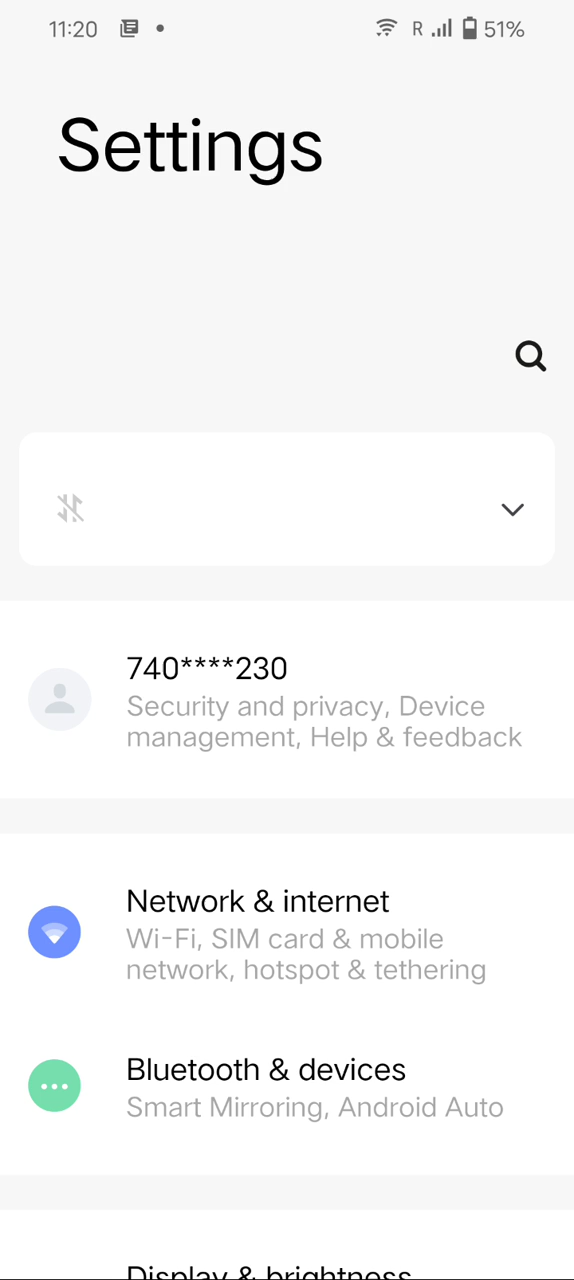 11:20 R 51%
Settings
740****230
Security and privacy, Device
management, Help & feedback
Network & internet
Wi-Fi, SIM card & mobile
network, hotspot & tethering
Bluetooth & devices
Smart Mirroring, Android Auto
Display & brightness